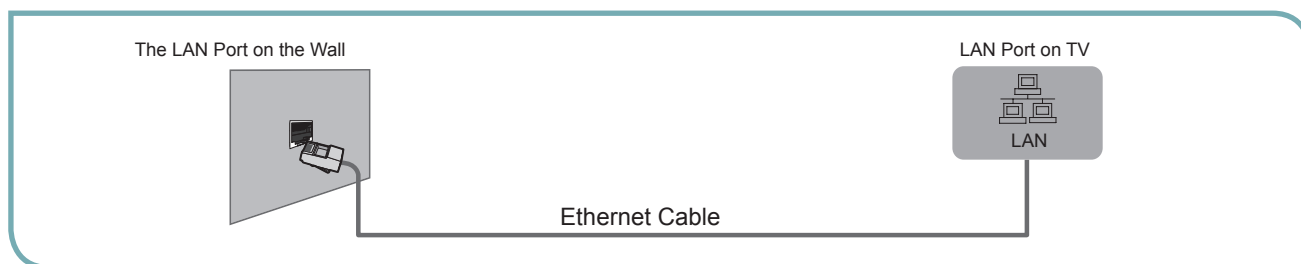 The LAN Port on the Wall
LAN Port on TV
LAN
Ethernet Cable